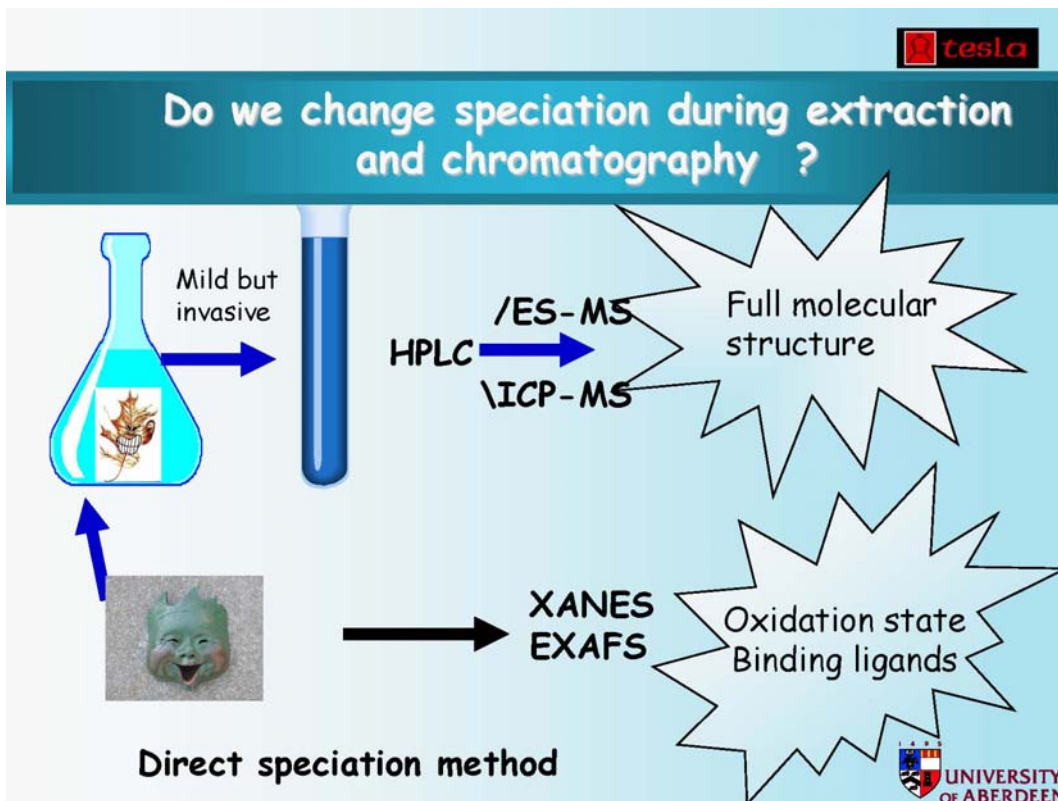 tesla
Do we change speciation during extraction
and chromatography ?
Mild but
invasive
/ES-MS
HPLC
\ICP-MS
Full molecular
structure
XANES
EXAFS
Oxidation state
Binding ligands
Direct speciation method
1495
UNIVERSITY
OF ABERDEEN